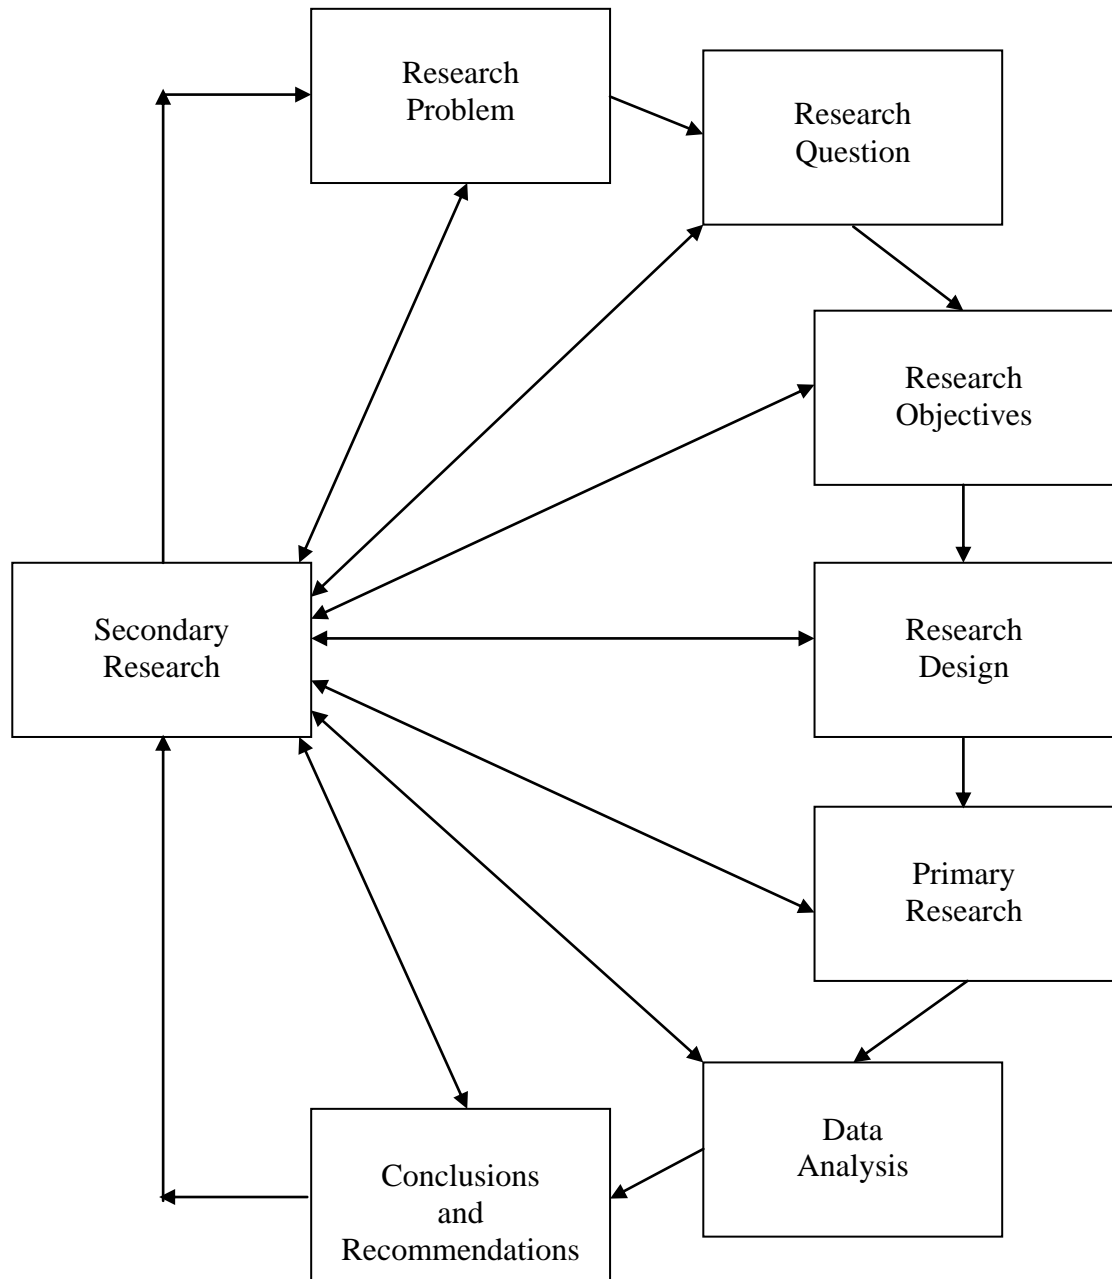 Research
Problem
Research
Question
Research
Objectives
Secondary
Research
Research
Design
Primary
Research
Data
Analysis
Conclusions
and
Recommendations